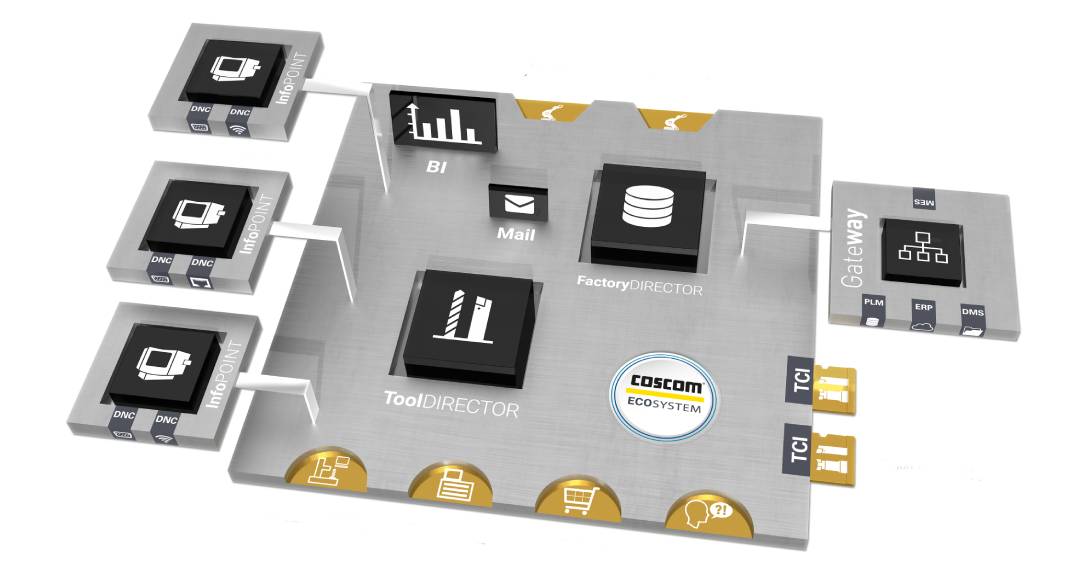 DNC
DNC
InfoPOINT
DNC
DNC
InfoPOINT
DNC
DNC
InfoPOINT
BI
Mail
FactoryDIRECTOR
ToolDIRECTOR
COSCOM
ECOSYSTEM
Gateway
MES
PLM
ERP
DMS
TCI
TCI
?!